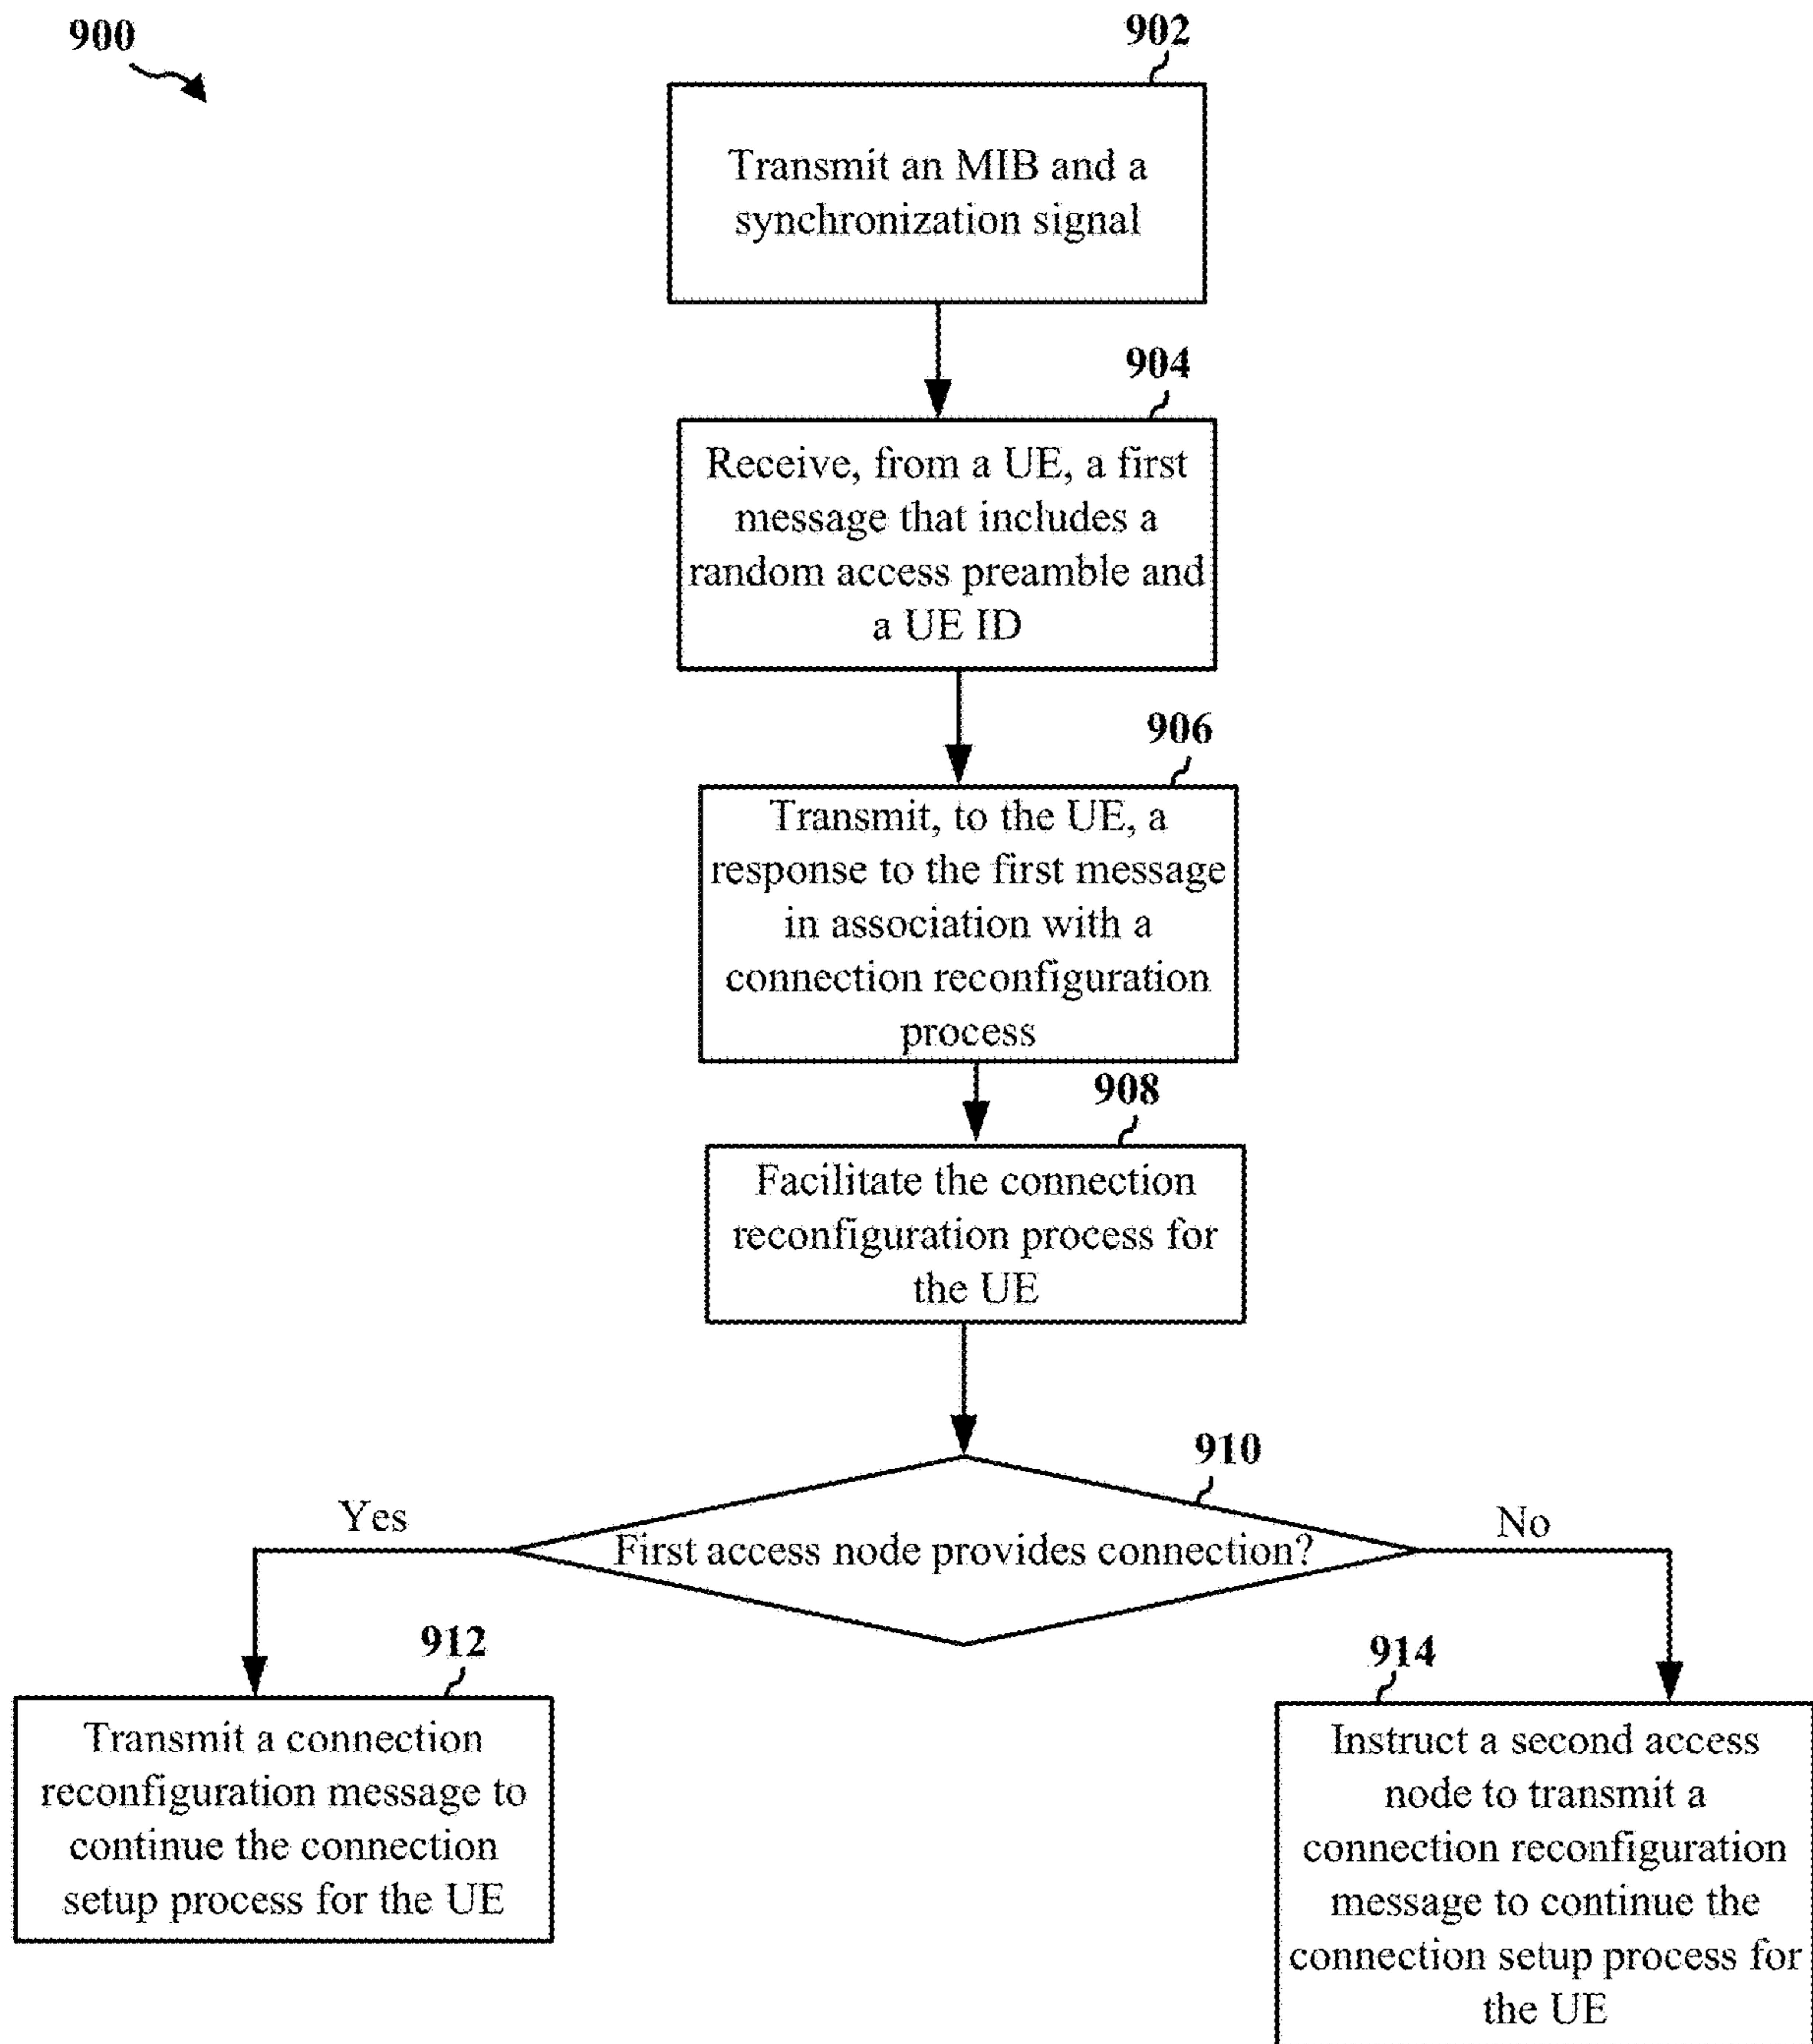 900
902
Transmit an MIB and a
synchronization signal
904
Receive, from a UE, a first
message that includes a
random access preamble and
a UE ID
906
Transmit, to the UE, a
response to the first message
in association with a
connection reconfiguration
process
908
Facilitate the connection
reconfiguration process for
the UE
910
First access node provides connection?
Yes
No
912
Transmit a connection
reconfiguration message to
continue the connection
setup process for the UE
914
Instruct a second access
node to transmit a
connection reconfiguration
message to continue the
connection setup process for
the UE